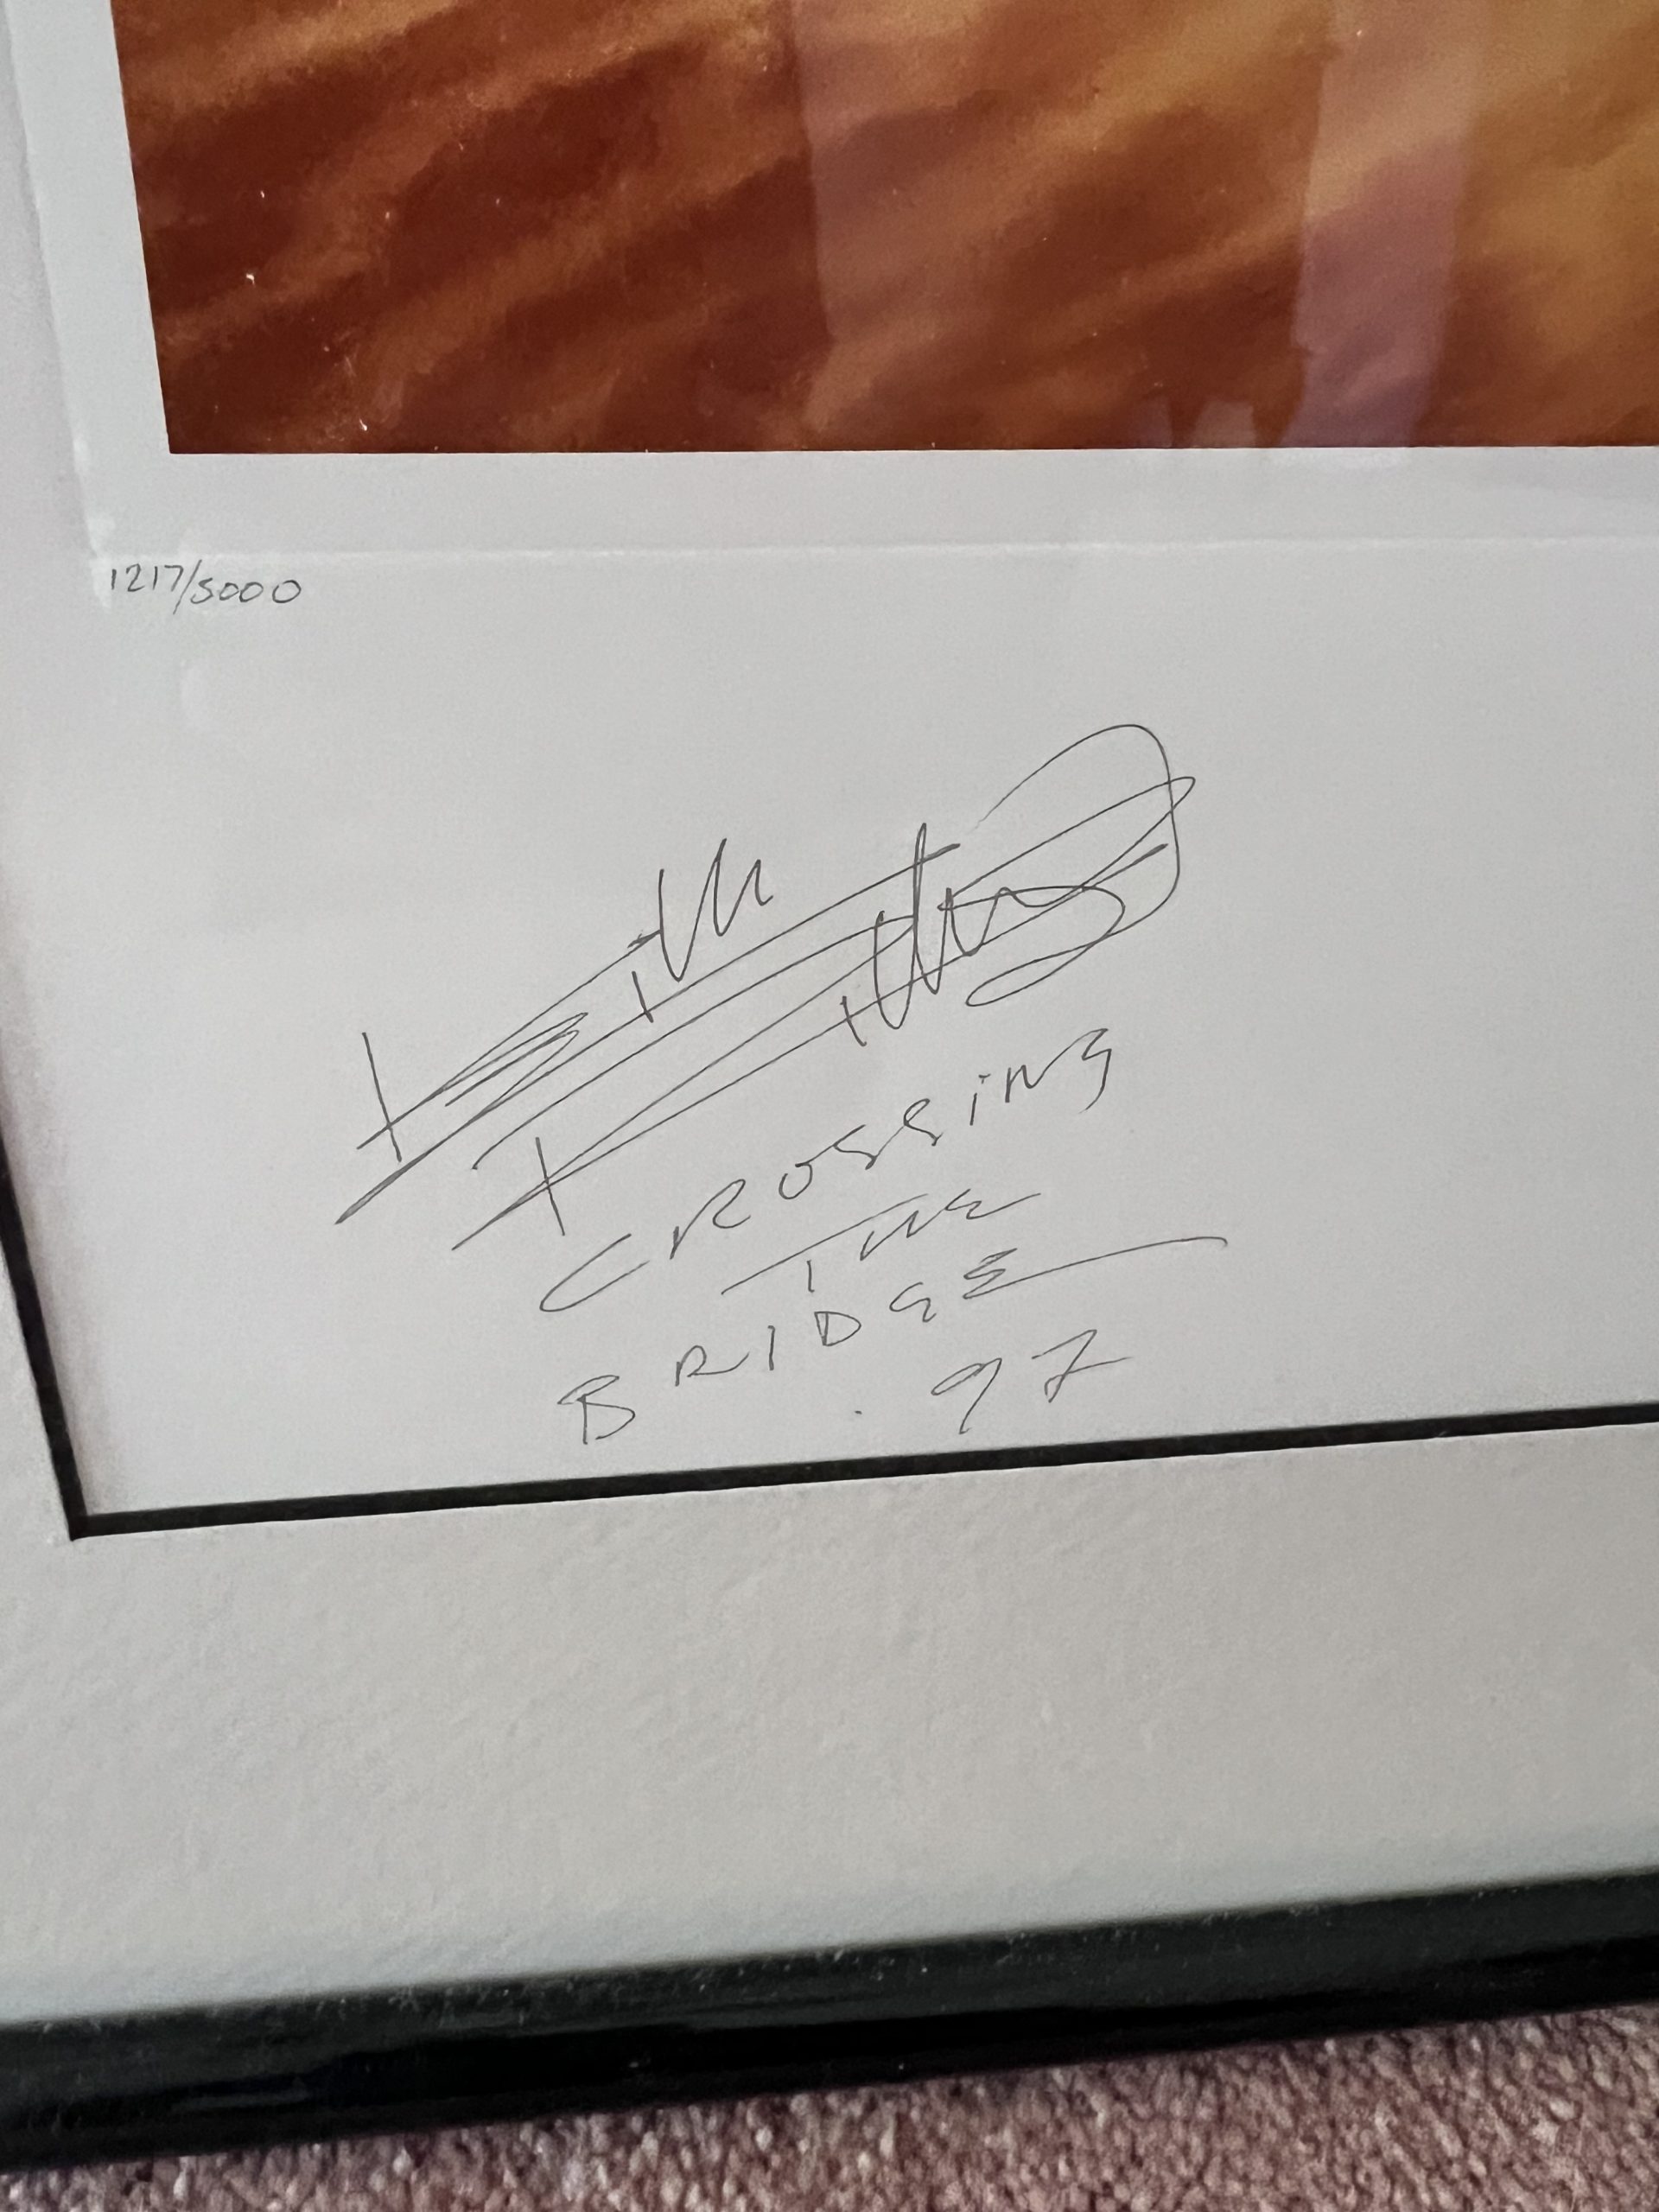 1217/5000
CROSSING
THE
BRIDGE
.97